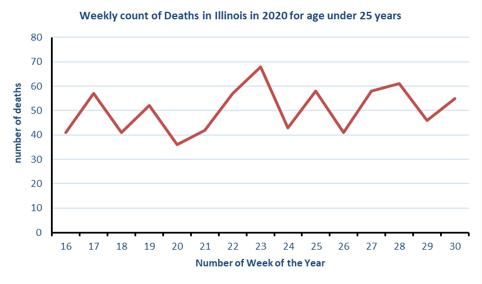 Weekly count of Deaths in Illinois in 2020 for age under 25 years
number of deaths
80
70
60
50
40
30
20
10
0
16 17 18 19 20 21 22 23 24 25 26 27 28 29 30
Number of Week of the Year